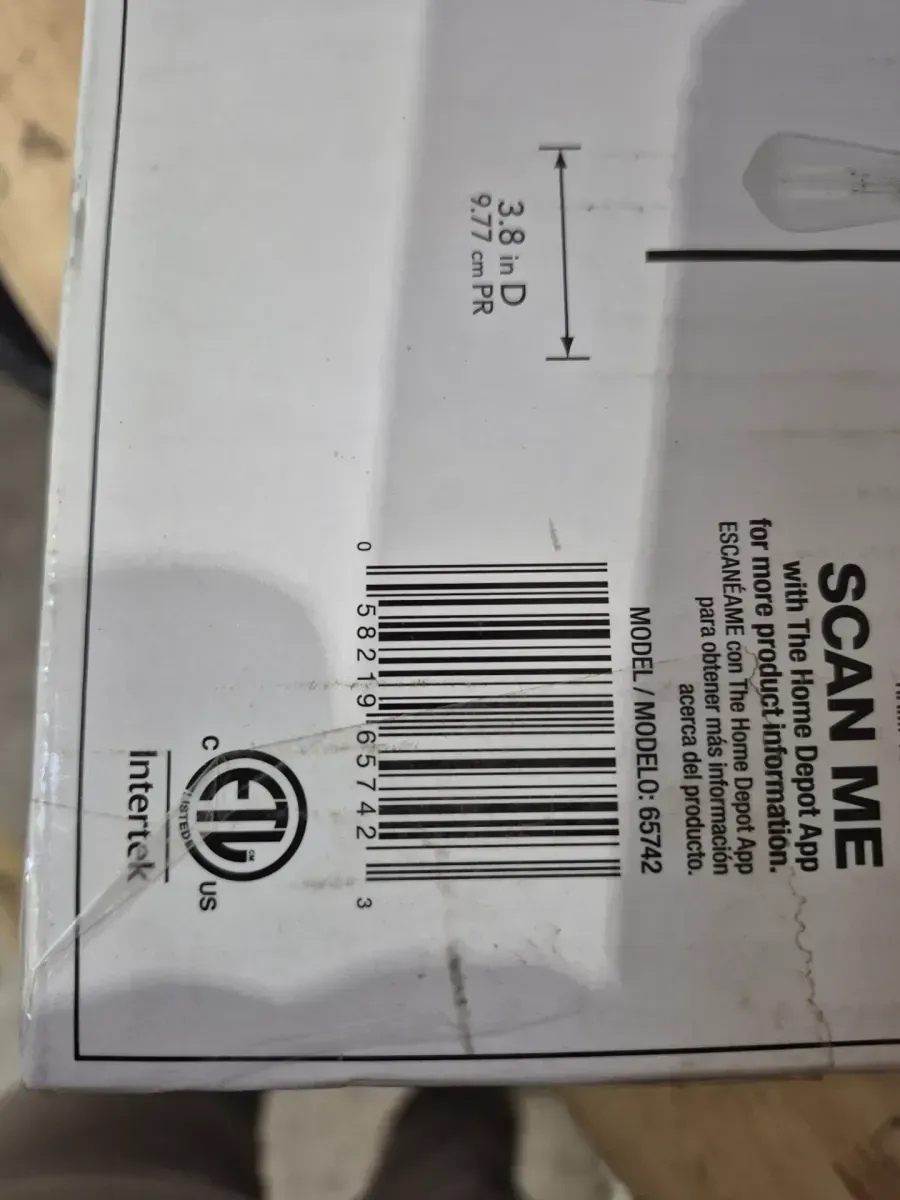 SCAN ME
with The Home Depot App
for more product information.
ESCANÉAME con The Home Depot App
para obtener más información
acerca del producto.
MODEL / MODELO: 65742
0 58219 65742 3
3.8 in D
9.77 cm PR
ETL
CM
LISTED
C US
Intertek